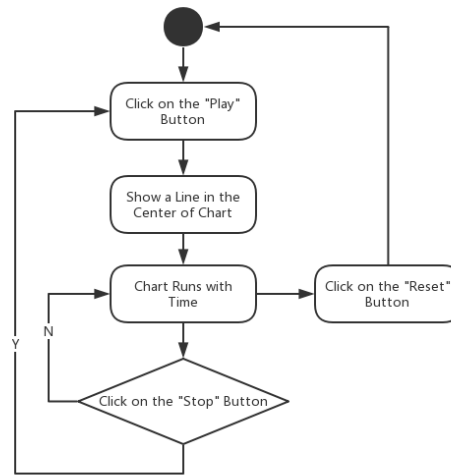 Click on the "Play"
Button
Show a Line in the
Center of Chart
Chart Runs with
Time
Click on the "Reset"
Button
N
Y
Click on the "Stop" Button